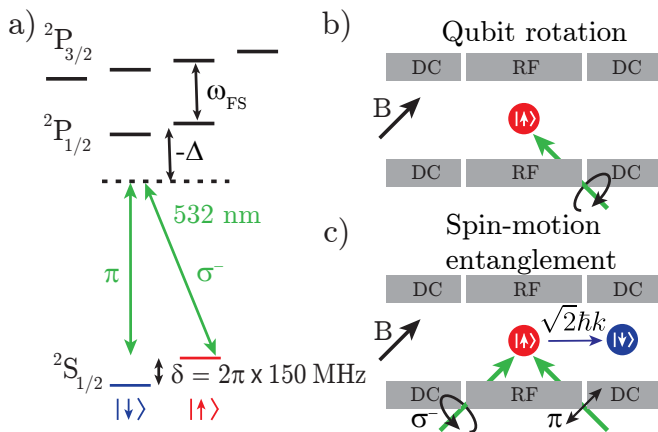 a)
²P₃/₂
ω_FS
²P₁/₂
-Δ
532 nm
π
σ⁻
²S₁/₂
δ = 2π x 150 MHz
|↓⟩
|↑⟩
b)
Qubit rotation
DC
RF
DC
B
|↑⟩
DC
RF
DC
c)
Spin-motion
entanglement
DC
RF
DC
B
|↑⟩
√2ħk
|↓⟩
DC
RF
DC
σ⁻
π